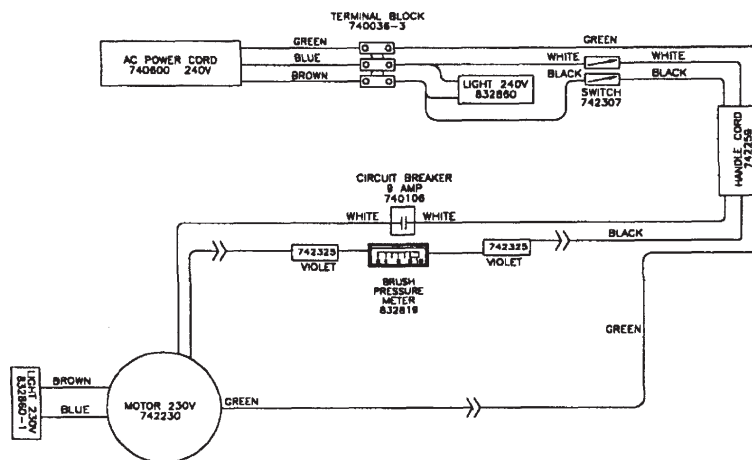 TERMINAL BLOCK
740036-3
GREEN
GREEN
AC POWER CORD
740600 240V
BLUE
WHITE
WHITE
BROWN
BLACK
BLACK
LIGHT 240V
832860
SWITCH
742307
HANDLE CORD
742259
CIRCUIT BREAKER
9 AMP
740106
WHITE
WHITE
BLACK
742325
VIOLET
742325
VIOLET
BRUSH
PRESSURE
METER
832819
GREEN
LIGHT 230V
832860-1
BROWN
BLUE
MOTOR 230V
742230
GREEN